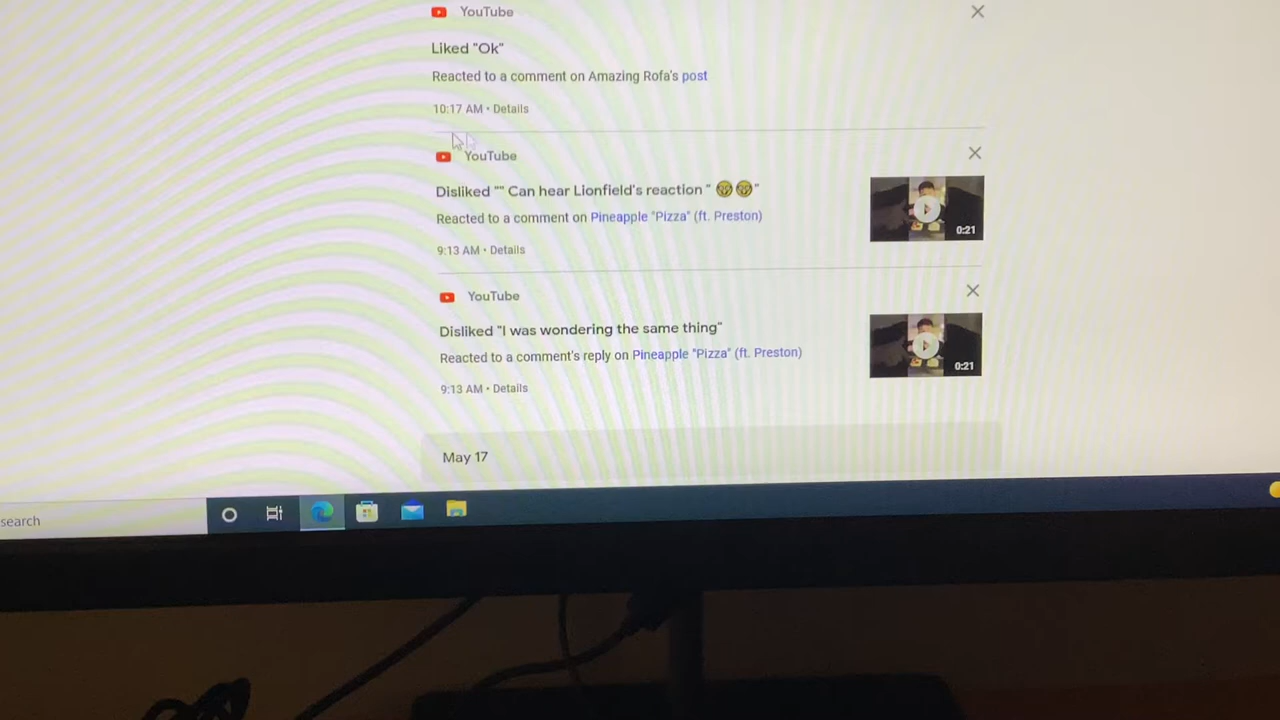 YouTube
Liked "Ok"
Reacted to a comment on Amazing Rofa's post
10:17 AM • Details
YouTube
Disliked "" Can hear Lionfield's reaction " 🤓🤓"
Reacted to a comment on Pineapple "Pizza" (ft. Preston)
9:13 AM • Details
0:21
YouTube
Disliked "I was wondering the same thing"
Reacted to a comment's reply on Pineapple "Pizza" (ft. Preston)
9:13 AM • Details
0:21
May 17
search